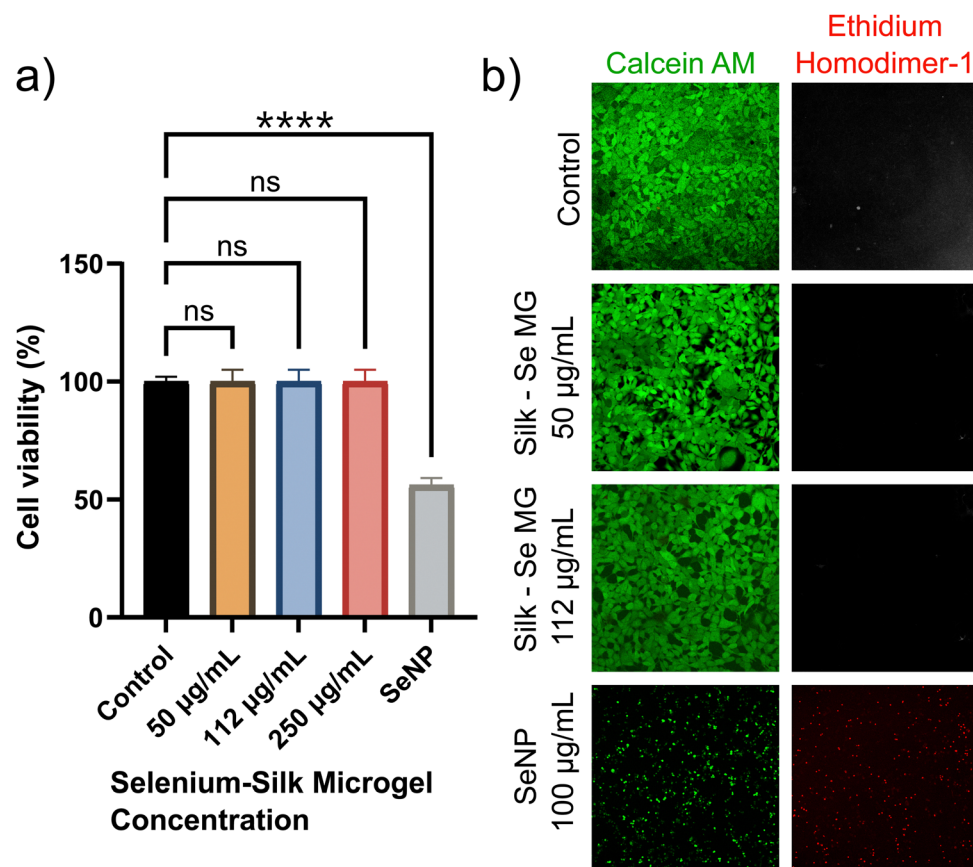 a)
****
ns
ns
ns
150
100
50
0
Cell viability (%)
Control
50 µg/mL
112 µg/mL
250 µg/mL
SeNP
Selenium-Silk Microgel
Concentration
b)
Calcein AM
Ethidium
Homodimer-1
Control
Silk - Se MG
50 µg/mL
Silk - Se MG
112 µg/mL
SeNP
100 µg/mL